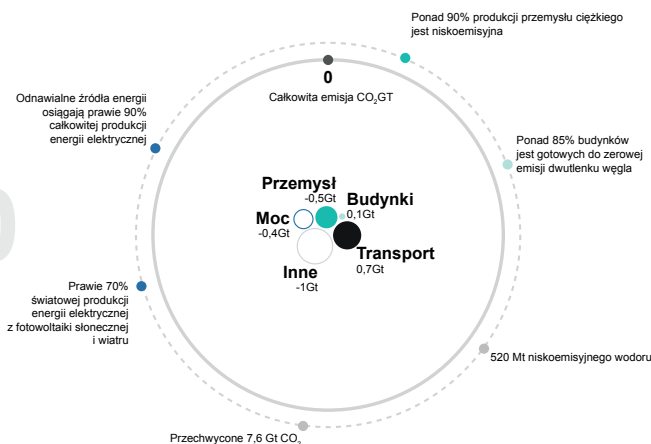 Ponad 90% produkcji przemysłu ciężkiego
jest niskoemisyjna
0
Całkowita emisja CO₂GT
Odnawialne źródła energii
osiągają prawie 90%
całkowitej produkcji
energii elektrycznej
Ponad 85% budynków
jest gotowych do zerowej
emisji dwutlenku węgla
Przemysł
-0,5Gt
Budynki
0,1Gt
Moc
-0,4Gt
Transport
0,7Gt
Inne
-1Gt
Prawie 70%
światowej produkcji
energii elektrycznej
z fotowoltaiki słonecznej
i wiatru
520 Mt niskoemisyjnego wodoru
Przechwycone 7,6 Gt CO₂